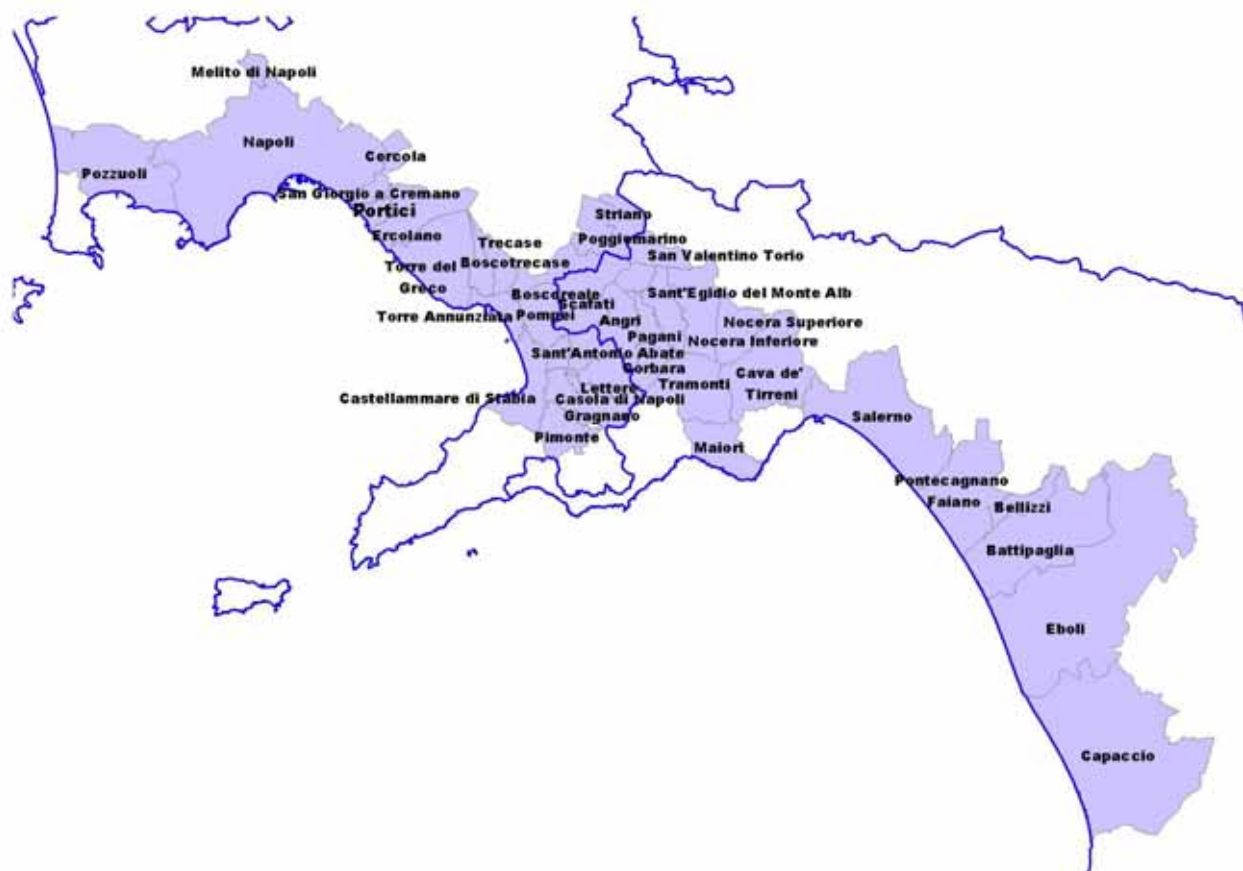 Melito di Napoli
Napoli
Cercola
Pozzuoli
San Giorgio a Cremano
Portici
Striano
Ercolano
Poggiomarino
Trecase
San Valentino Torio
Boscotrecase
Torre del
Greco
Sant'Egidio del Monte Alb
Boscoreale
Scafati
Torre Annunziata
Pompei
Angri
Nocera Superiore
Pagani
Nocera Inferiore
Sant'Antonio Abate
Corbara
Cava de'
Tirreni
Lettere
Tramonti
Castellammare di Stabia
Casola di Napoli
Gragnano
Salerno
Pimonte
Maiori
Pontecagnano
Faiano
Bellizzi
Battipaglia
Eboli
Capaccio